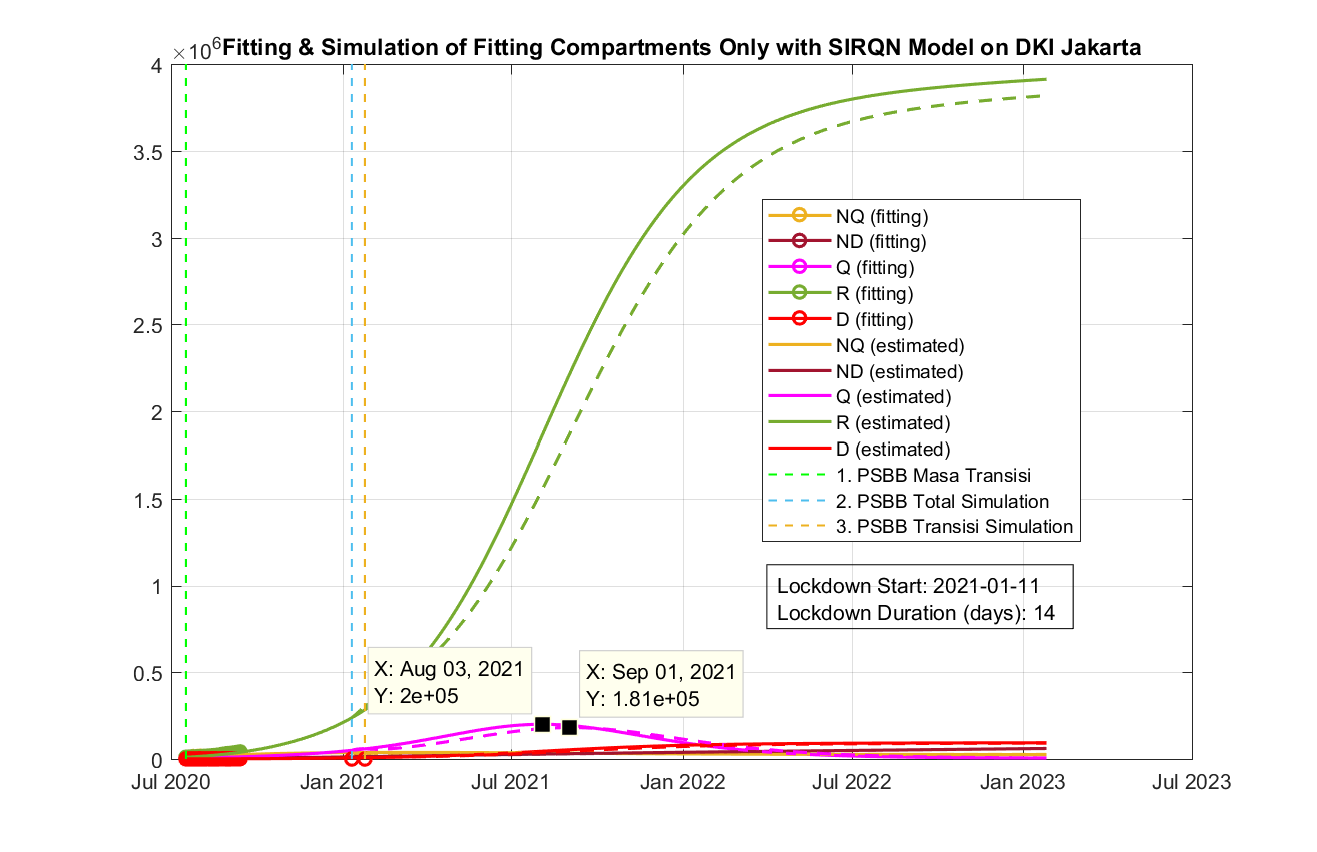 ×10^6
Fitting & Simulation of Fitting Compartments Only with SIRQN Model on DKI Jakarta
4
3.5
3
2.5
2
1.5
1
0.5
0
NQ (fitting)
ND (fitting)
Q (fitting)
R (fitting)
D (fitting)
NQ (estimated)
ND (estimated)
Q (estimated)
R (estimated)
D (estimated)
1. PSBB Masa Transisi
2. PSBB Total Simulation
3. PSBB Transisi Simulation
Lockdown Start: 2021-01-11
Lockdown Duration (days): 14
X: Aug 03, 2021
Y: 2e+05
X: Sep 01, 2021
Y: 1.81e+05
Jul 2020 Jan 2021 Jul 2021 Jan 2022 Jul 2022 Jan 2023 Jul 2023